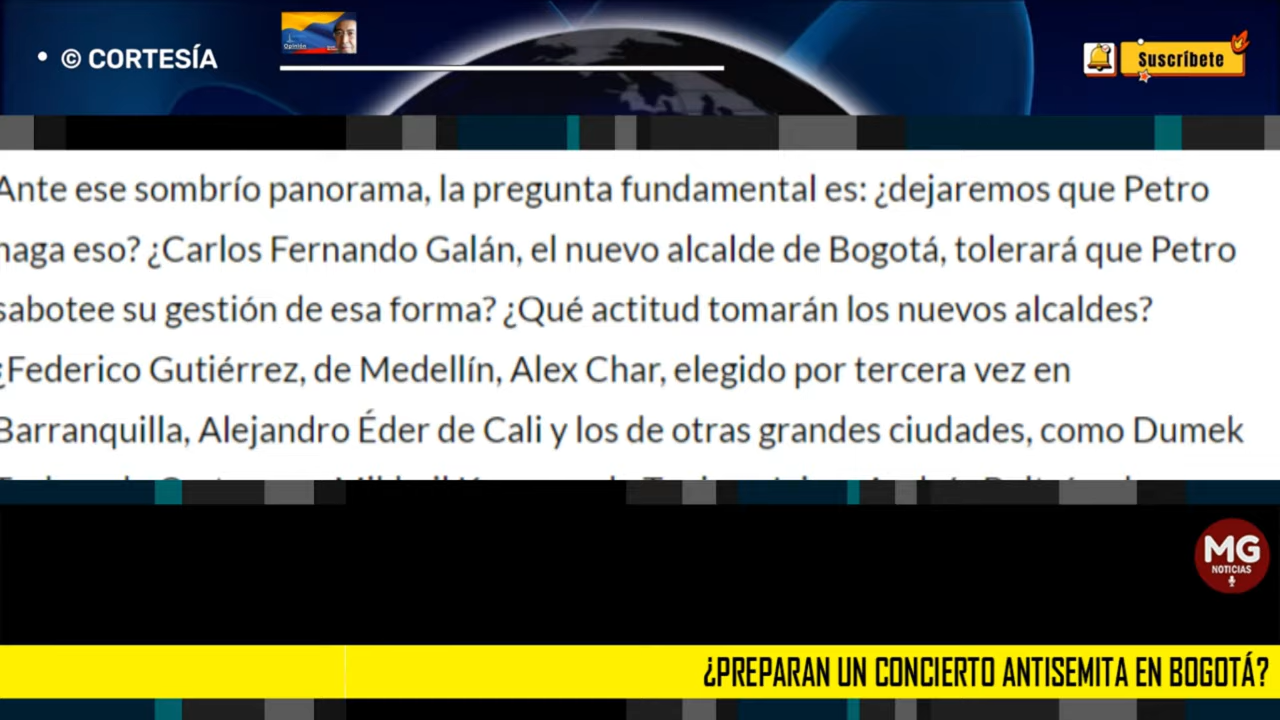 • © CORTESÍA
Opinión
Suscríbete
Ante ese sombrío panorama, la pregunta fundamental es: ¿dejaremos que Petro
haga eso? ¿Carlos Fernando Galán, el nuevo alcalde de Bogotá, tolerará que Petro
sabotee su gestión de esa forma? ¿Qué actitud tomarán los nuevos alcaldes?
¿Federico Gutiérrez, de Medellín, Alex Char, elegido por tercera vez en
Barranquilla, Alejandro Éder de Cali y los de otras grandes ciudades, como Dumek
MG
NOTICIAS
¿PREPARAN UN CONCIERTO ANTISEMITA EN BOGOTÁ?